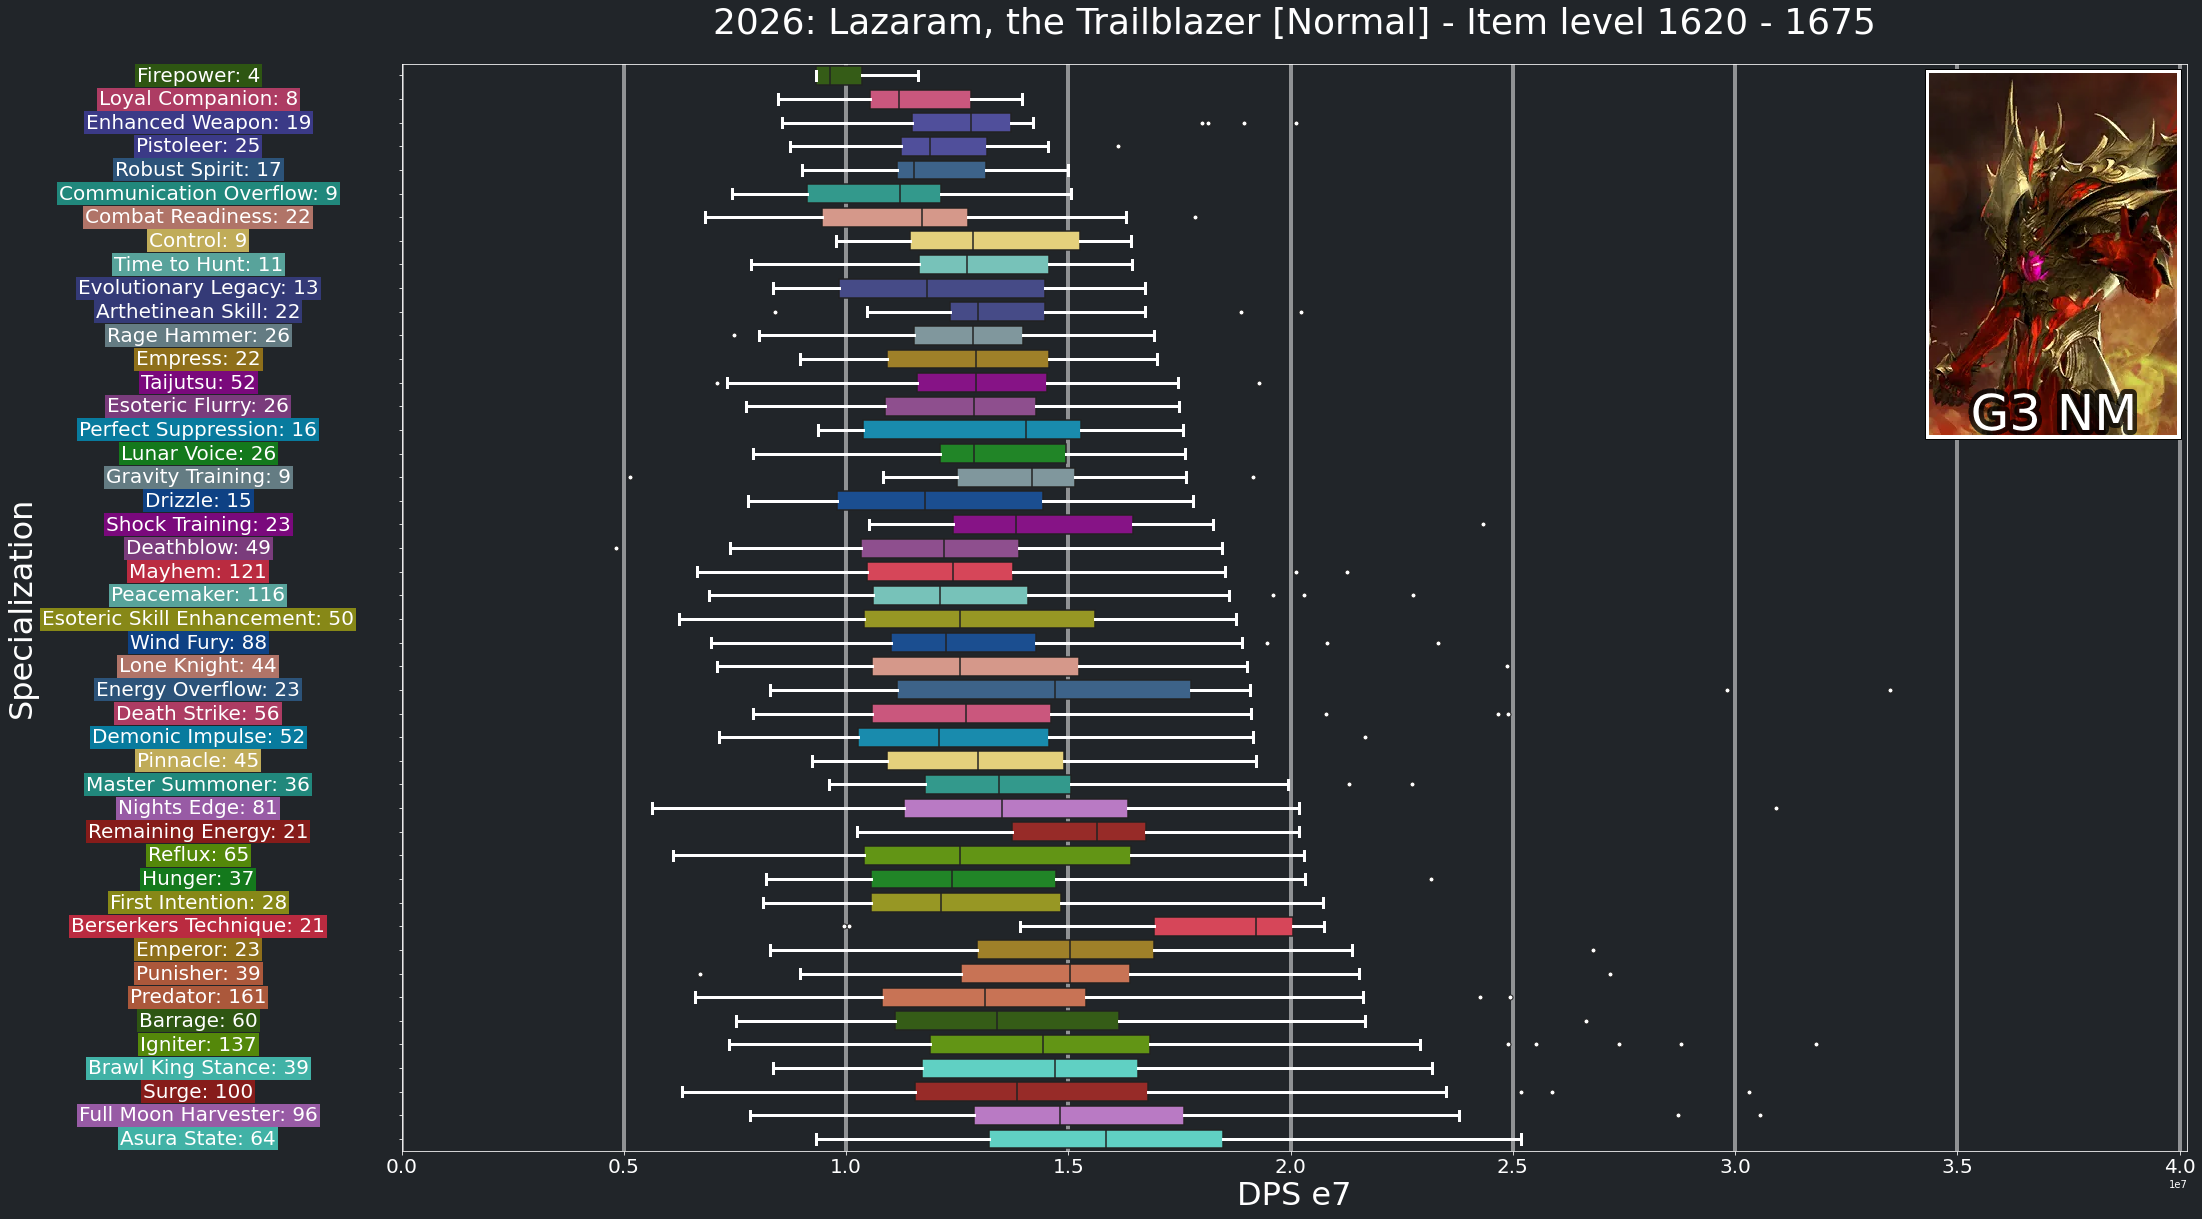 2026: Lazaram, the Trailblazer [Normal] - Item level 1620 - 1675
Firepower: 4
Loyal Companion: 8
Enhanced Weapon: 19
Pistoleer: 25
Robust Spirit: 17
Communication Overflow: 9
Combat Readiness: 22
Control: 9
Time to Hunt: 11
Evolutionary Legacy: 13
Arthetinean Skill: 22
Rage Hammer: 26
Empress: 22
Taijutsu: 52
Esoteric Flurry: 26
Perfect Suppression: 16
Lunar Voice: 26
Gravity Training: 9
Drizzle: 15
Shock Training: 23
Deathblow: 49
Mayhem: 121
Peacemaker: 116
Esoteric Skill Enhancement: 50
Wind Fury: 88
Lone Knight: 44
Energy Overflow: 23
Death Strike: 56
Demonic Impulse: 52
Pinnacle: 45
Master Summoner: 36
Nights Edge: 81
Remaining Energy: 21
Reflux: 65
Hunger: 37
First Intention: 28
Berserkers Technique: 21
Emperor: 23
Punisher: 39
Predator: 161
Barrage: 60
Igniter: 137
Brawl King Stance: 39
Surge: 100
Full Moon Harvester: 96
Asura State: 64
Specialization
G3 NM
0.0 0.5 1.0 1.5 2.0 2.5 3.0 3.5 4.0
1e7
DPS e7